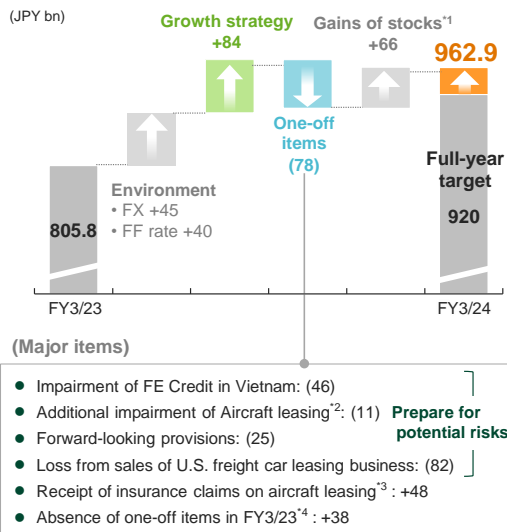 (JPY bn)
Growth strategy
+84
Gains of stocks*1
+66
962.9
One-off
items
(78)
Full-year
target
920
Environment
• FX +45
• FF rate +40
805.8
FY3/23
FY3/24
(Major items)
● Impairment of FE Credit in Vietnam: (46)
● Additional impairment of Aircraft leasing*2: (11)
● Forward-looking provisions: (25)
● Loss from sales of U.S. freight car leasing business: (82)
Prepare for
potential risks
● Receipt of insurance claims on aircraft leasing*3 : +48
● Absence of one-off items in FY3/23*4 : +38